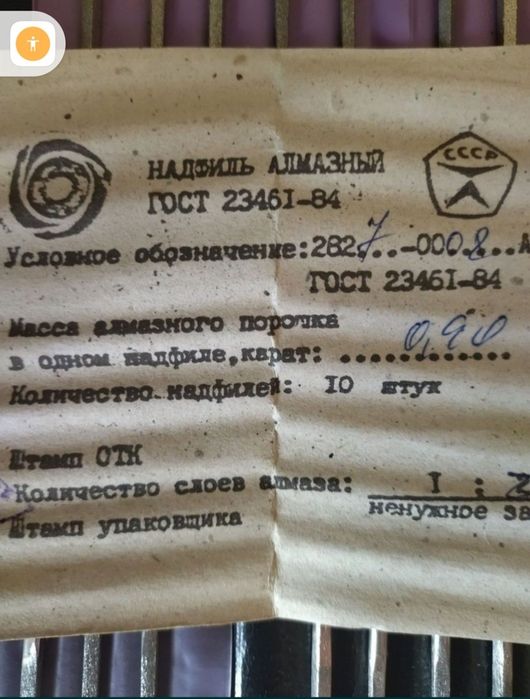 СССР
НАДФИЛЬ АЛМАЗНЫЙ
ГОСТ 23461-84
Условное обозначение:2827..-0008...А
ГОСТ 23461-84
Масса алмазного порошка
в одном надфиле,карат: 0,90
Количество надфилей: 10 штук
Штамп ОТК
Количество слоев алмаза: I : 2
ненужное за
Штамп упаковщика